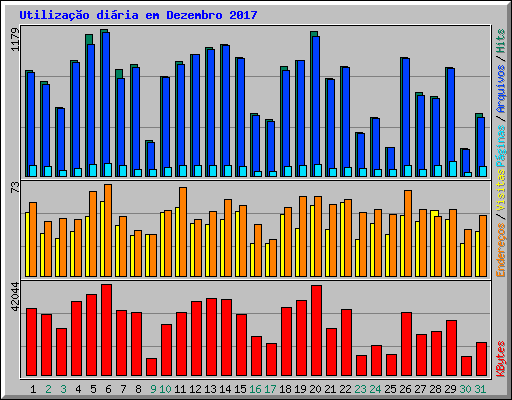 Utilização diária em Dezembro 2017
1179
73
42044
Endereços / visitas Páginas / Arquivos / Hits
KBytes
1 2 3 4 5 6 7 8 9 10 11 12 13 14 15 16 17 18 19 20 21 22 23 24 25 26 27 28 29 30 31